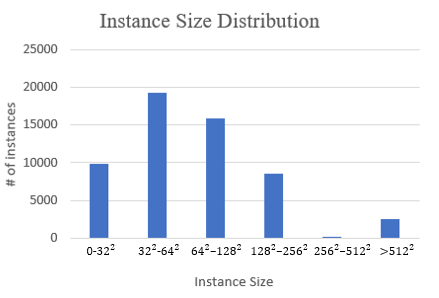 Instance Size Distribution
25000
20000
15000
10000
5000
0
# of instances
0-32² 32²-64² 64²–128² 128²–256² 256²–512² >512²
Instance Size